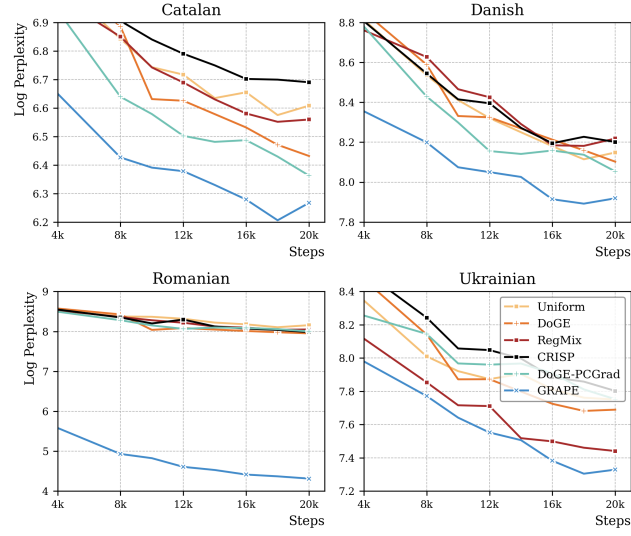 Catalan
Log Perplexity
6.9
6.8
6.7
6.6
6.5
6.4
6.3
6.2
4k 8k 12k 16k 20k
Steps
Danish
8.8
8.6
8.4
8.2
8.0
7.8
4k 8k 12k 16k 20k
Steps
Romanian
Log Perplexity
9
8
7
6
5
4
4k 8k 12k 16k 20k
Steps
Ukrainian
8.4
8.2
8.0
7.8
7.6
7.4
7.2
Uniform
DoGE
RegMix
CRISP
DoGE-PCGrad
GRAPE
4k 8k 12k 16k 20k
Steps